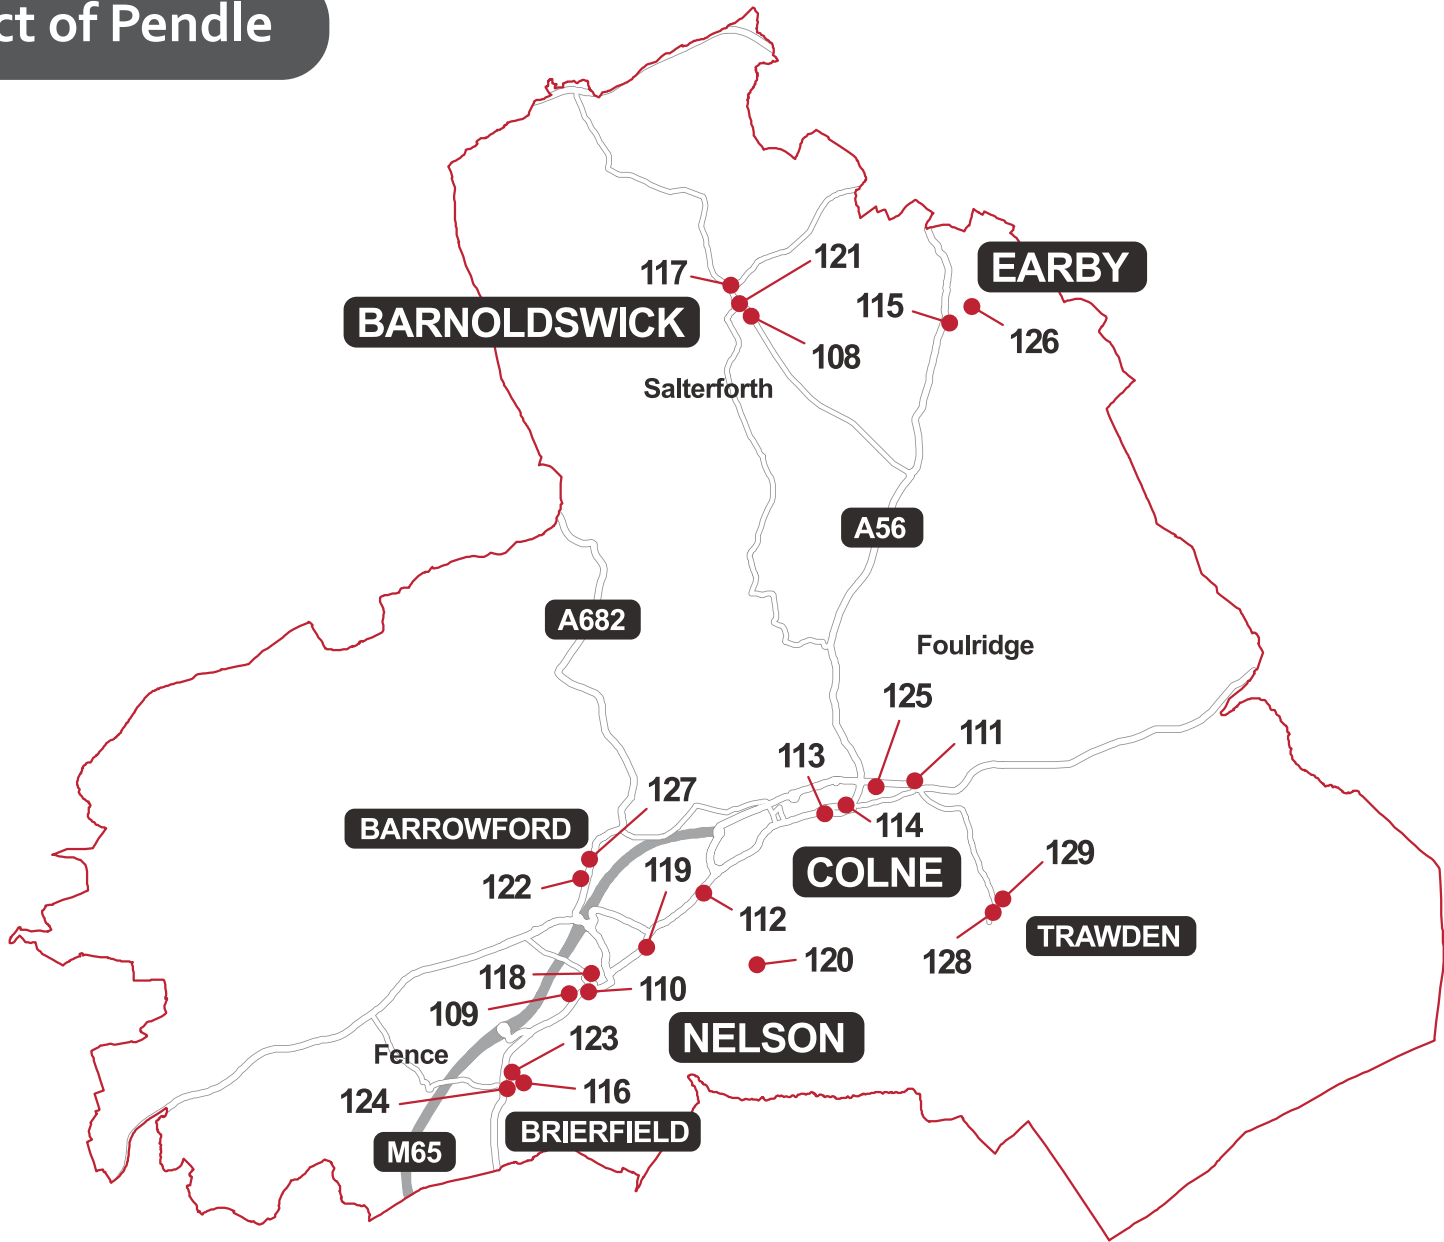 ct of Pendle
121
117
EARBY
115
BARNOLDSWICK
126
108
Salterforth
A56
A682
Foulridge
125
111
113
127
BARROWFORD
114
129
119
COLNE
122
112
TRAWDEN
120
128
118
110
109
NELSON
123
Fence
116
124
BRIERFIELD
M65